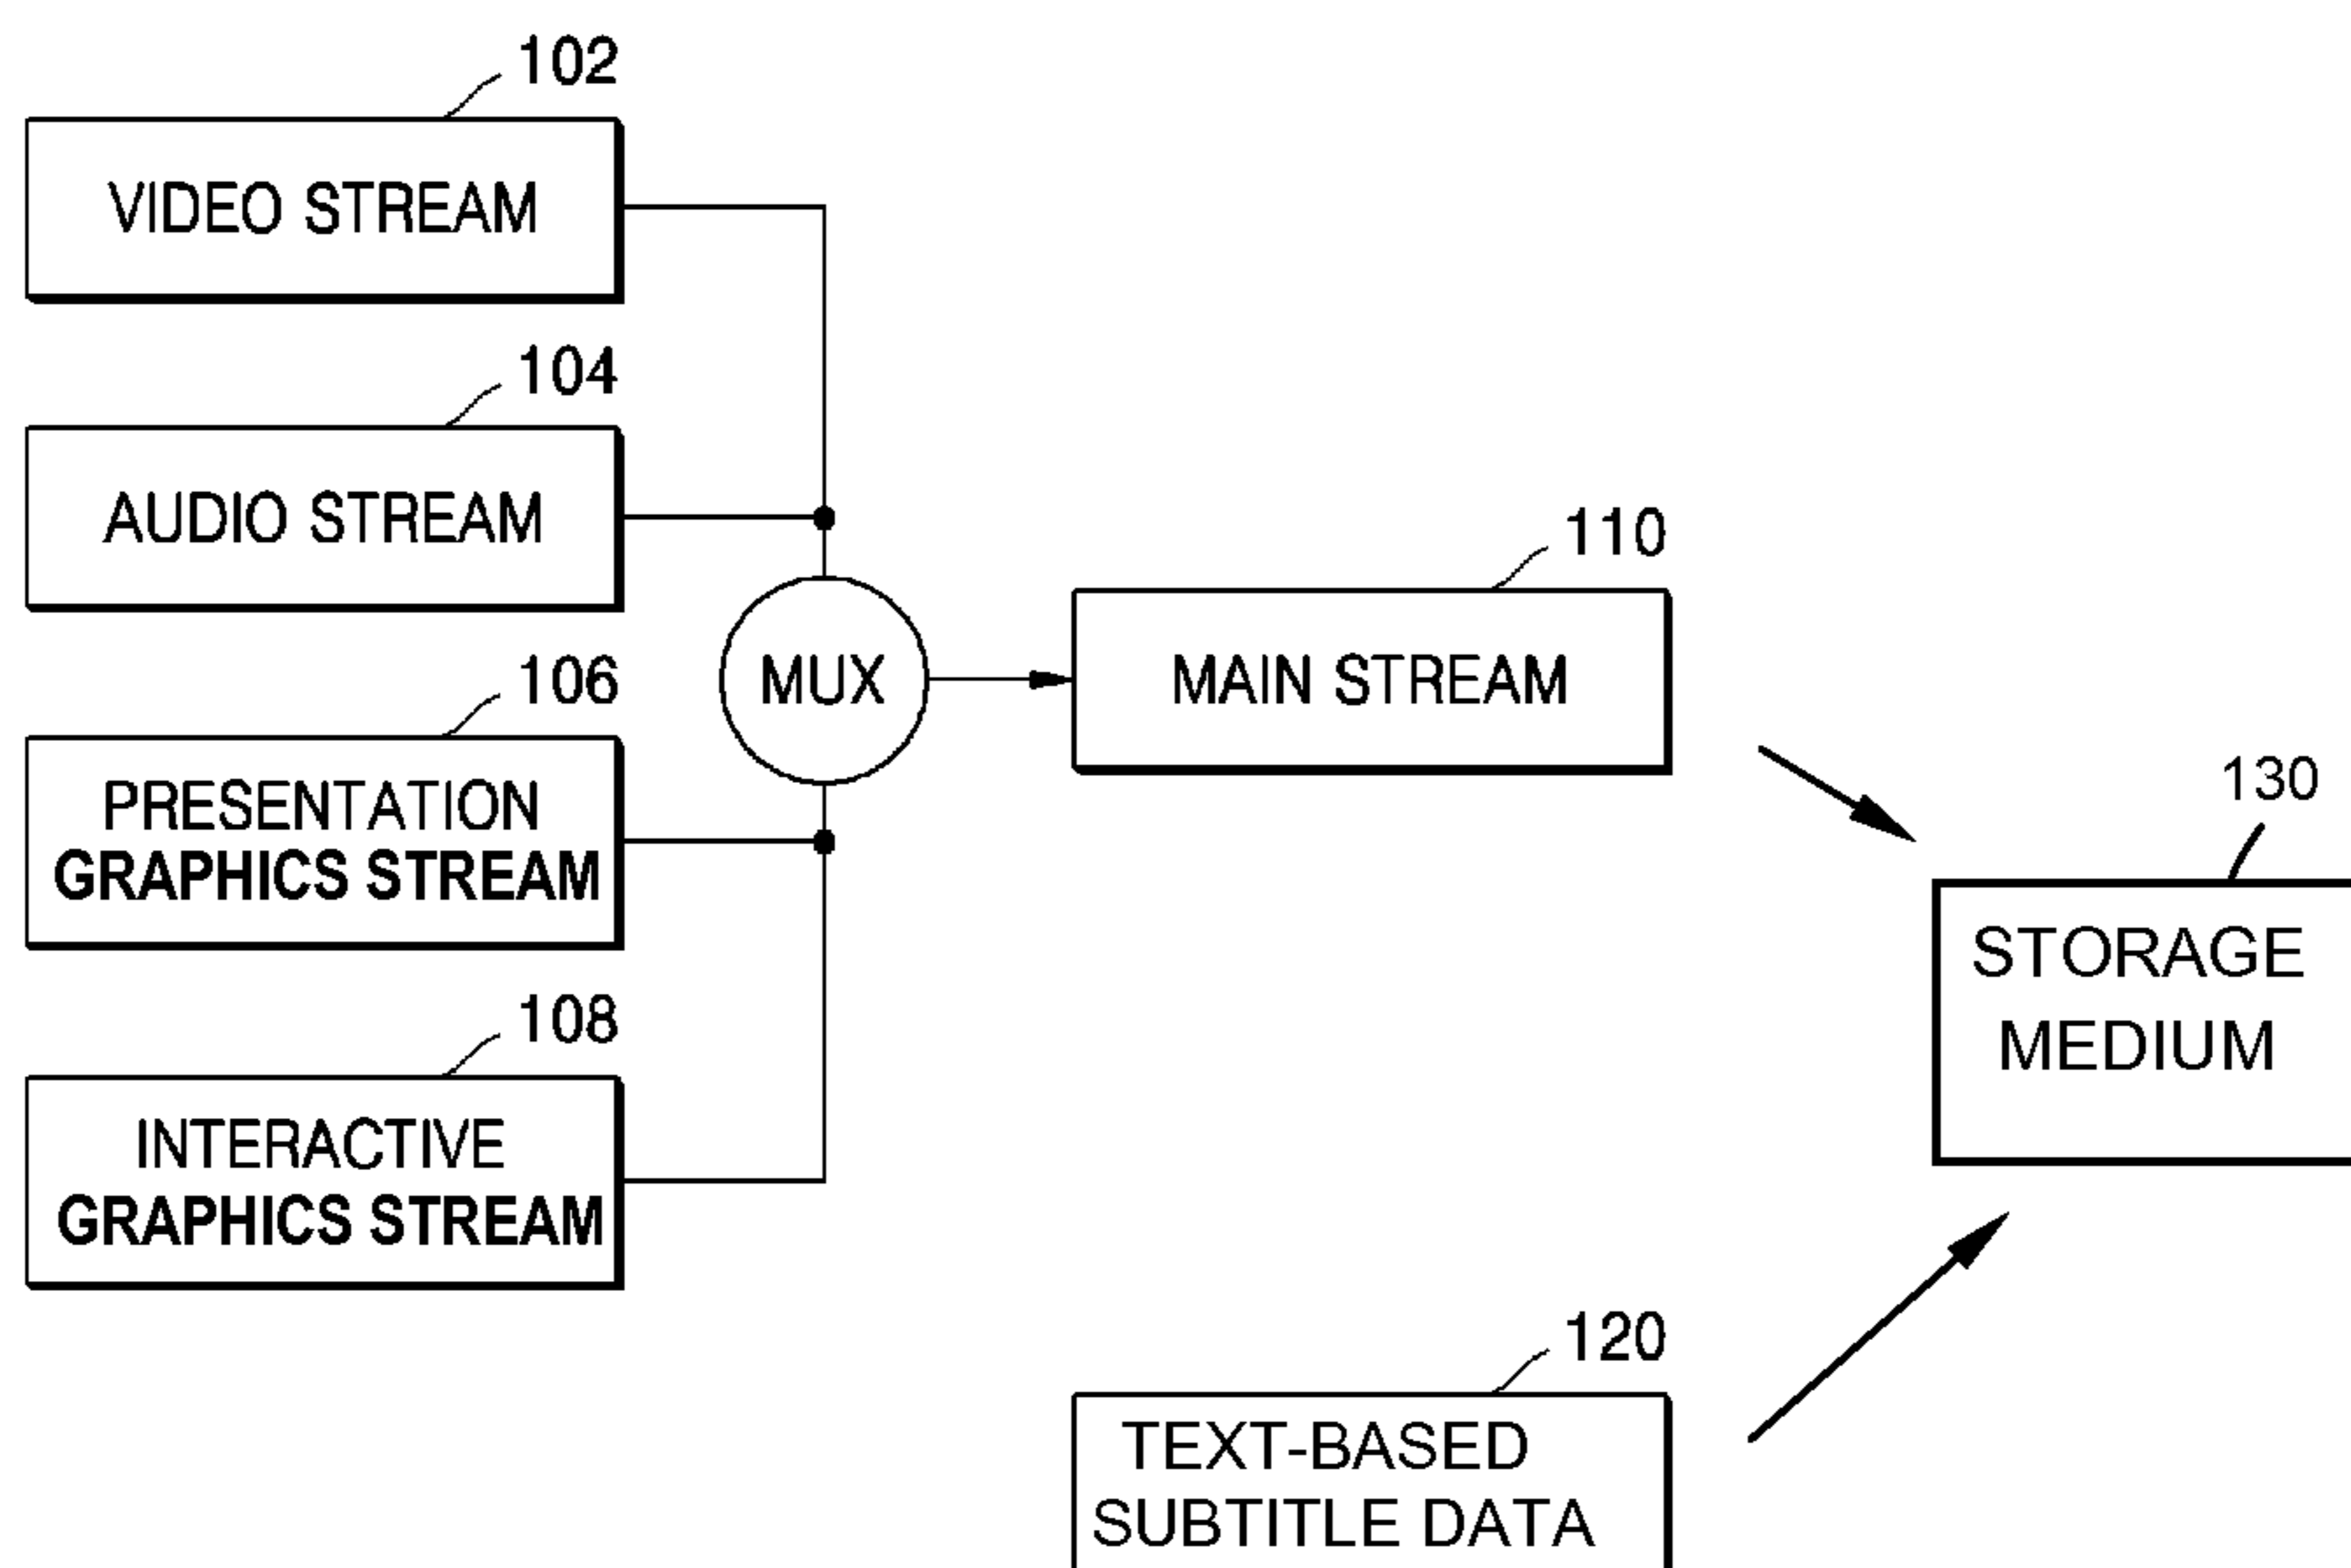 102
VIDEO STREAM
104
AUDIO STREAM
106
PRESENTATION
GRAPHICS STREAM
108
INTERACTIVE
GRAPHICS STREAM
MUX
110
MAIN STREAM
120
TEXT-BASED
SUBTITLE DATA
130
STORAGE
MEDIUM